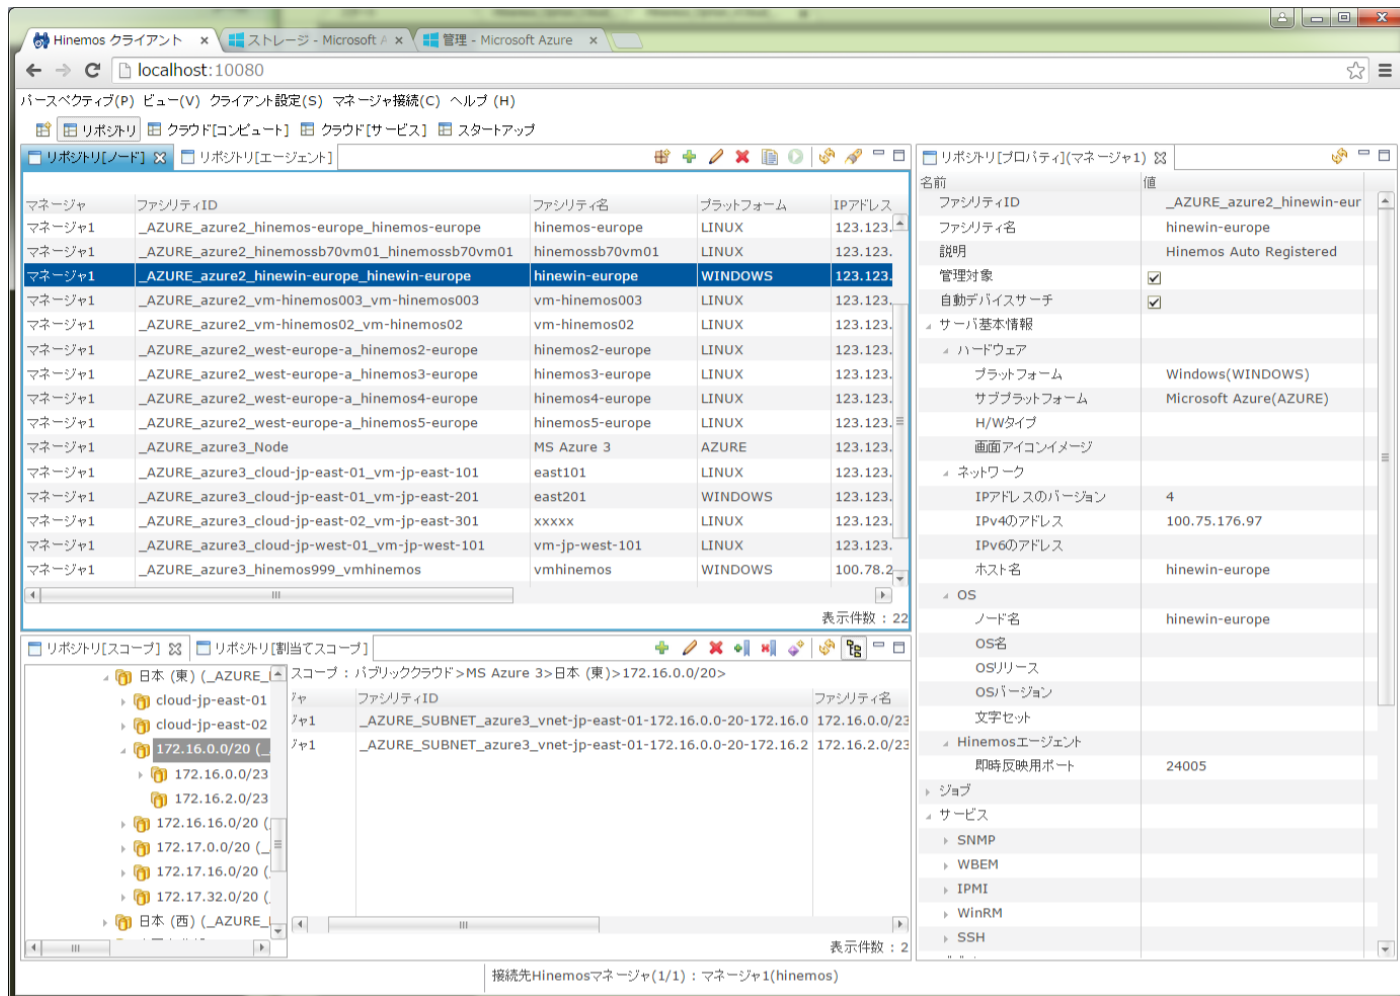 Hinemos クライアント
ストレージ - Microsoft A
管理 - Microsoft Azure
localhost:10080
パースペクティブ(P) ビュー(V) クライアント設定(S) マネージャ接続(C) ヘルプ (H)
リポジトリ クラウド[コンピュート] クラウド[サービス] スタートアップ
リポジトリ[ノード] リポジトリ[エージェント]
マネージャ ファシリティID ファシリティ名 プラットフォーム IPアドレス
マネージャ1 _AZURE_azure2_hinemos-europe_hinemos-europe hinemos-europe LINUX 123.123.
マネージャ1 _AZURE_azure2_hinemossb70vm01_hinemossb70vm01 hinemossb70vm01 LINUX 123.123.
マネージャ1 _AZURE_azure2_hinewin-europe_hinewin-europe hinewin-europe WINDOWS 123.123.
マネージャ1 _AZURE_azure2_vm-hinemos003_vm-hinemos003 vm-hinemos003 LINUX 123.123.
マネージャ1 _AZURE_azure2_vm-hinemos02_vm-hinemos02 vm-hinemos02 LINUX 123.123.
マネージャ1 _AZURE_azure2_west-europe-a_hinemos2-europe hinemos2-europe LINUX 123.123.
マネージャ1 _AZURE_azure2_west-europe-a_hinemos3-europe hinemos3-europe LINUX 123.123.
マネージャ1 _AZURE_azure2_west-europe-a_hinemos4-europe hinemos4-europe LINUX 123.123.
マネージャ1 _AZURE_azure2_west-europe-a_hinemos5-europe hinemos5-europe LINUX 123.123.
マネージャ1 _AZURE_azure3_Node MS Azure 3 AZURE 123.123.
マネージャ1 _AZURE_azure3_cloud-jp-east-01_vm-jp-east-101 east101 LINUX 123.123.
マネージャ1 _AZURE_azure3_cloud-jp-east-01_vm-jp-east-201 east201 WINDOWS 123.123.
マネージャ1 _AZURE_azure3_cloud-jp-east-02_vm-jp-east-301 xxxxx LINUX 123.123.
マネージャ1 _AZURE_azure3_cloud-jp-west-01_vm-jp-west-101 vm-jp-west-101 LINUX 123.123.
マネージャ1 _AZURE_azure3_hinemos999_vmhinemos vmhinemos WINDOWS 100.78.2
表示件数 : 22
リポジトリ[スコープ] リポジトリ[割当てスコープ]
日本 (東) (_AZURE_
cloud-jp-east-01
cloud-jp-east-02
172.16.0.0/20 (_
172.16.0.0/23
172.16.2.0/23
172.16.16.0/20 (
172.17.0.0/20 (_
172.17.16.0/20 (
172.17.32.0/20 (
日本 (西) (_AZURE_
スコープ : パブリッククラウド>MS Azure 3>日本 (東)>172.16.0.0/20>
ジャ ファシリティID ファシリティ名
ジャ1 _AZURE_SUBNET_azure3_vnet-jp-east-01-172.16.0.0-20-172.16.0 172.16.0.0/23
ジャ1 _AZURE_SUBNET_azure3_vnet-jp-east-01-172.16.0.0-20-172.16.2 172.16.2.0/23
表示件数 : 2
リポジトリ[プロパティ](マネージャ1)
名前 値
ファシリティID _AZURE_azure2_hinewin-eur
ファシリティ名 hinewin-europe
説明 Hinemos Auto Registered
管理対象
自動デバイスサーチ
サーバ基本情報
ハードウェア
プラットフォーム Windows(WINDOWS)
サブプラットフォーム Microsoft Azure(AZURE)
H/Wタイプ
画面アイコンイメージ
ネットワーク
IPアドレスのバージョン 4
IPv4のアドレス 100.75.176.97
IPv6のアドレス
ホスト名 hinewin-europe
OS
ノード名 hinewin-europe
OS名
OSリリース
OSバージョン
文字セット
Hinemosエージェント
即時反映用ポート 24005
ジョブ
サービス
SNMP
WBEM
IPMI
WinRM
SSH
接続先Hinemosマネージャ(1/1) : マネージャ1(hinemos)